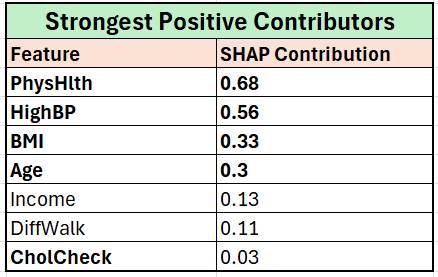 Strongest Positive Contributors
Feature SHAP Contribution
PhysHlth 0.68
HighBP 0.56
BMI 0.33
Age 0.3
Income 0.13
DiffWalk 0.11
CholCheck 0.03